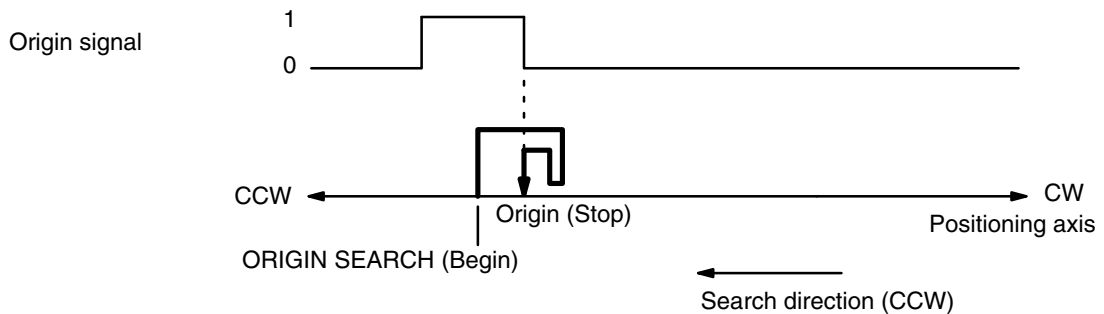 1
Origin signal
0
CCW
CW
Origin (Stop)
Positioning axis
ORIGIN SEARCH (Begin)
Search direction (CCW)